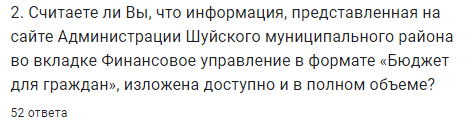 2. Считаете ли Вы, что информация, представленная на
сайте Администрации Шуйского муниципального района
во вкладке Финансовое управление в формате «Бюджет
для граждан», изложена доступно и в полном объеме?
52 ответа